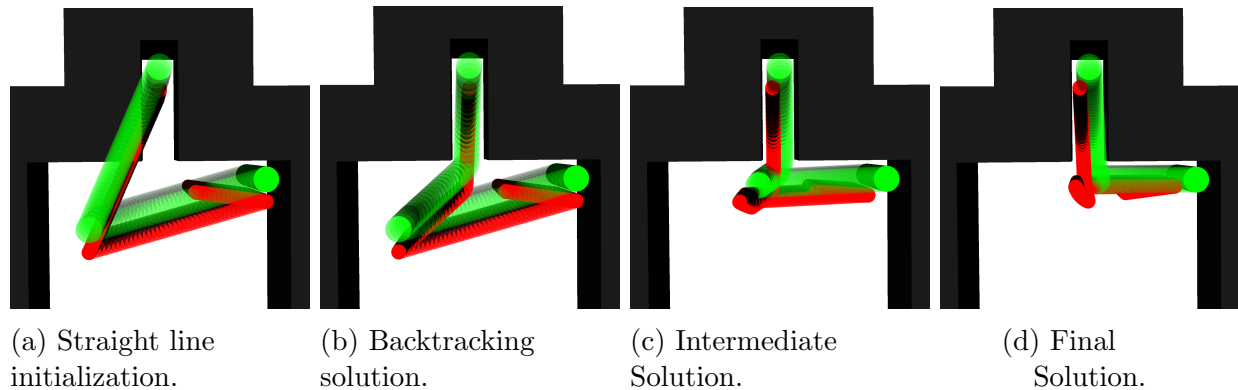 (a) Straight line
initialization.
(b) Backtracking
solution.
(c) Intermediate
Solution.
(d) Final
Solution.